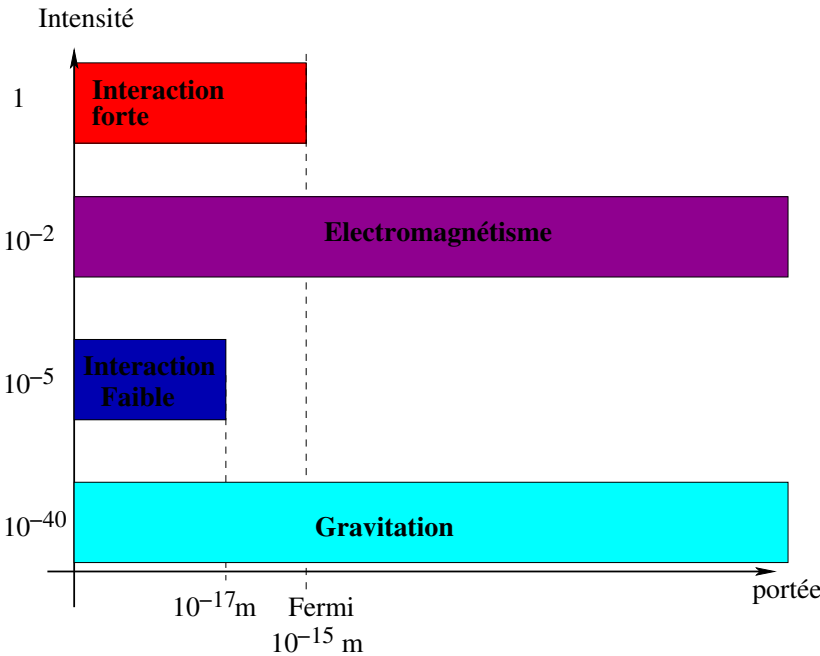 Intensité
1
Interaction
forte
10⁻²
Electromagnétisme
10⁻⁵
Interaction
Faible
10⁻⁴⁰
Gravitation
portée
10⁻¹⁷m
Fermi
10⁻¹⁵ m